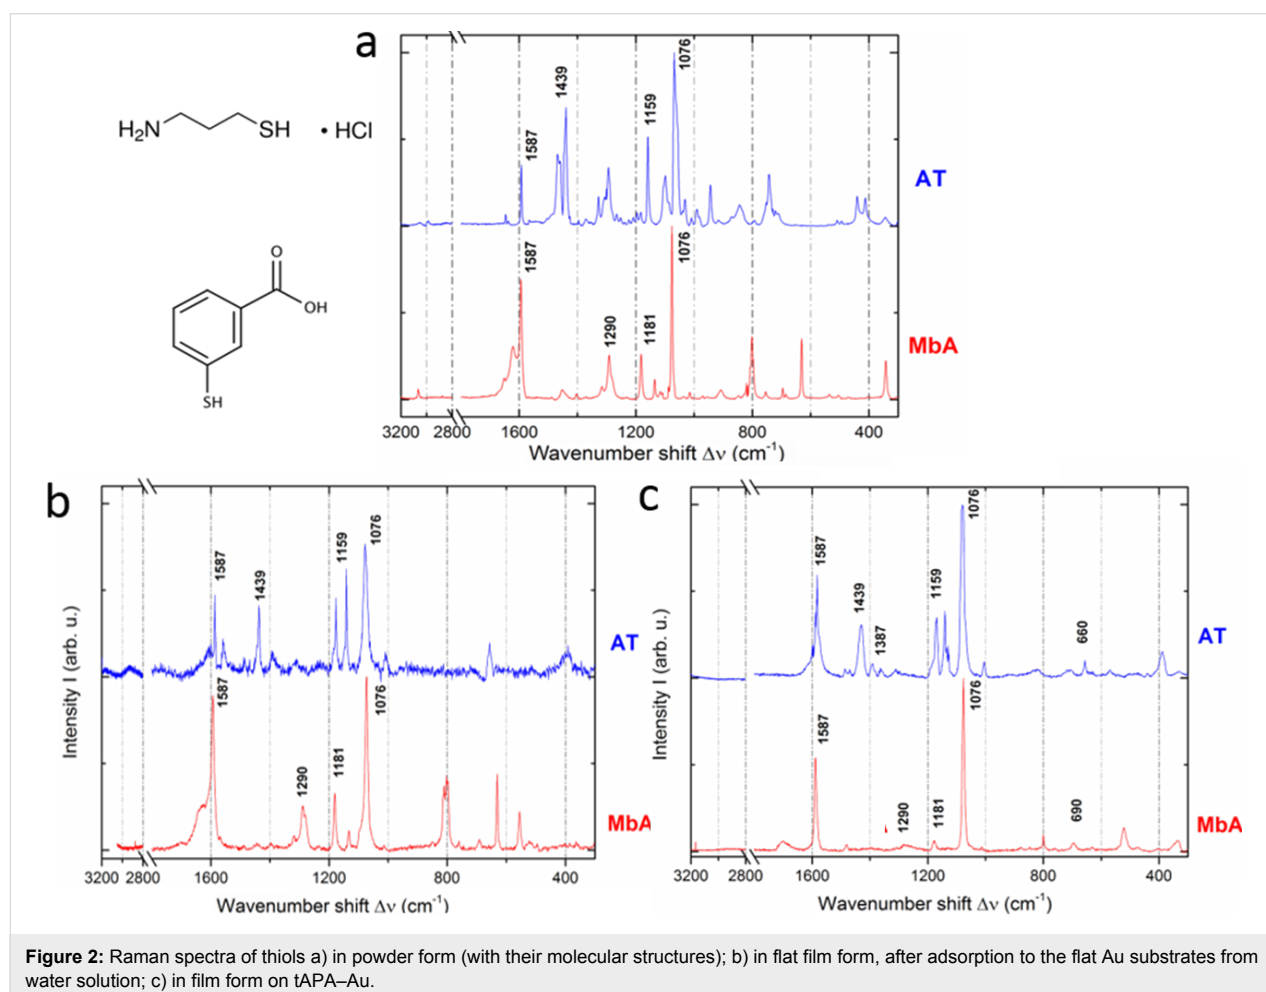 a
H₂N
SH
• HCl
O
OH
SH
1587
1439
1159
1076
AT
1587
1290
1181
1076
MbA
3200 2800 1600 1200 800 400
Wavenumber shift Δν (cm⁻¹)
b
Intensity I (arb. u.)
1587
1439
1159
1076
AT
1587
1290
1181
1076
MbA
3200 2800 1600 1200 800 400
Wavenumber shift Δν (cm⁻¹)
c
Intensity I (arb. u.)
1587
1439
1387
1159
1076
660
AT
1587
1290
1181
1076
690
MbA
3200 2800 1600 1200 800 400
Wavenumber shift Δν (cm⁻¹)
Figure 2: Raman spectra of thiols a) in powder form (with their molecular structures); b) in flat film form, after adsorption to the flat Au substrates from
water solution; c) in film form on tAPA–Au.